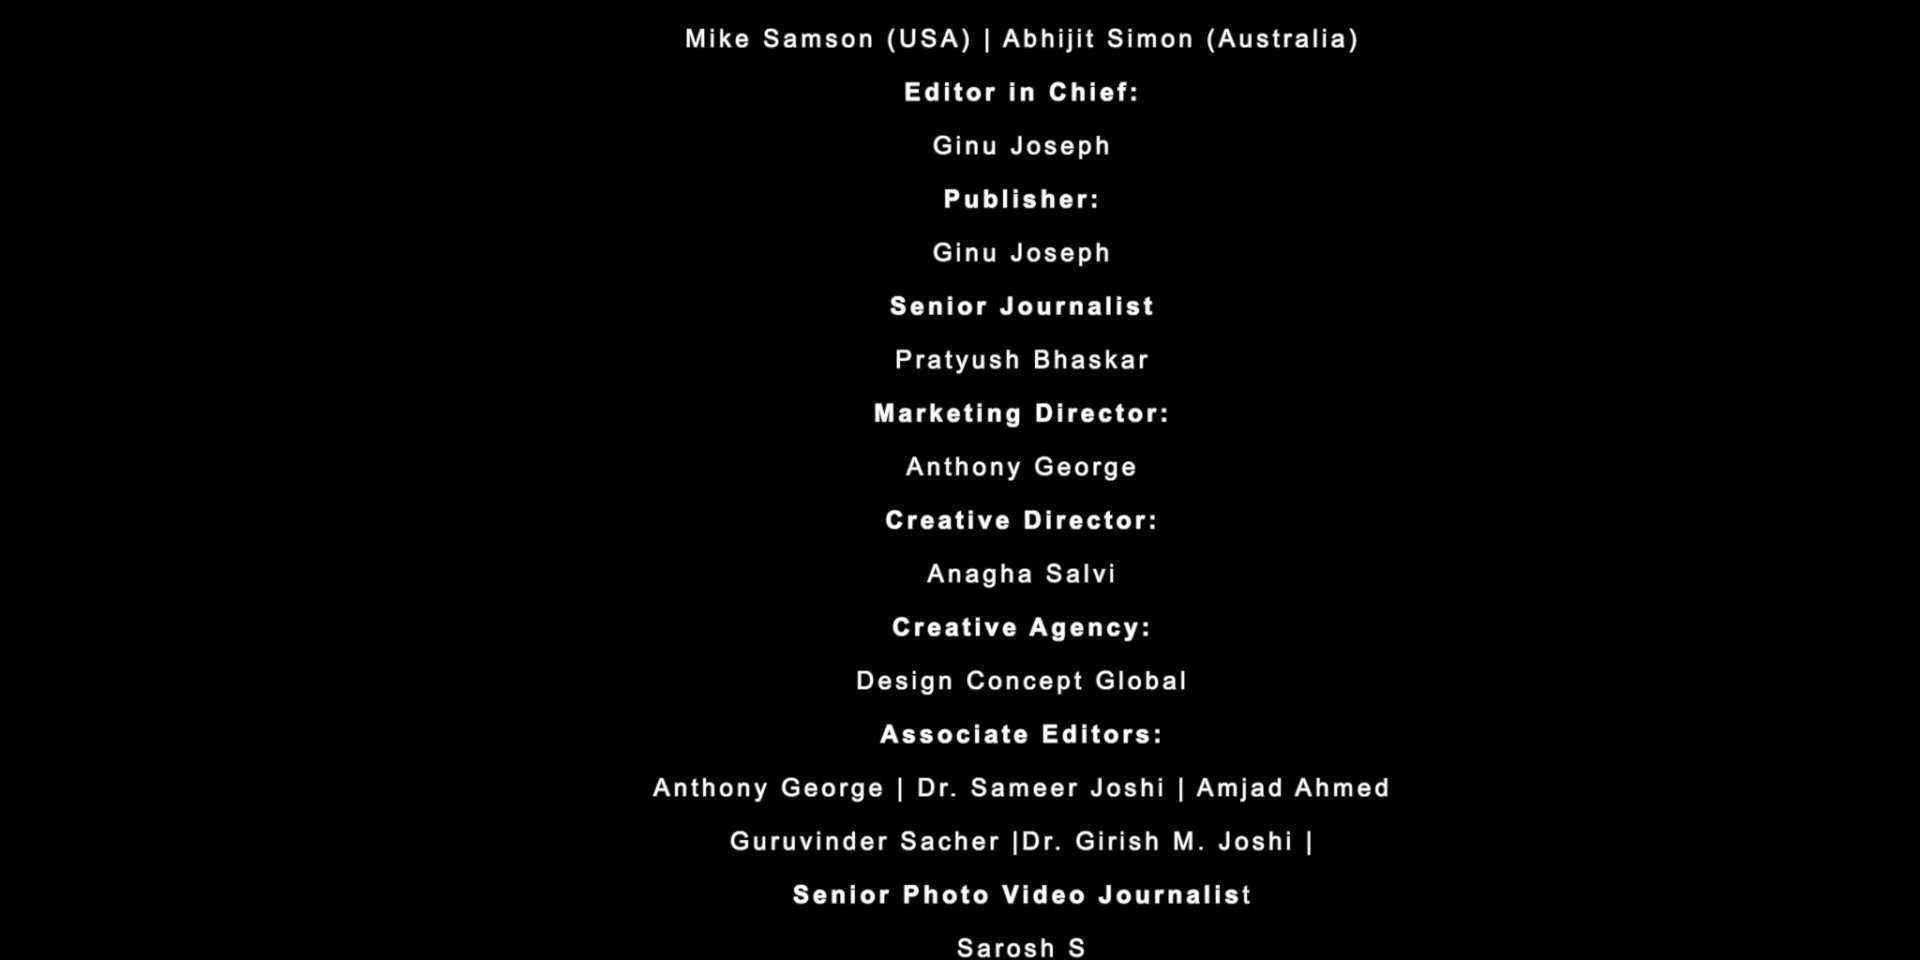 Mike Samson (USA) | Abhijit Simon (Australia)
Editor in Chief:
Ginu Joseph
Publisher:
Ginu Joseph
Senior Journalist
Pratyush Bhaskar
Marketing Director:
Anthony George
Creative Director:
Anagha Salvi
Creative Agency:
Design Concept Global
Associate Editors:
Anthony George | Dr. Sameer Joshi | Amjad Ahmed
Guruvinder Sacher |Dr. Girish M. Joshi |
Senior Photo Video Journalist
Sarosh S